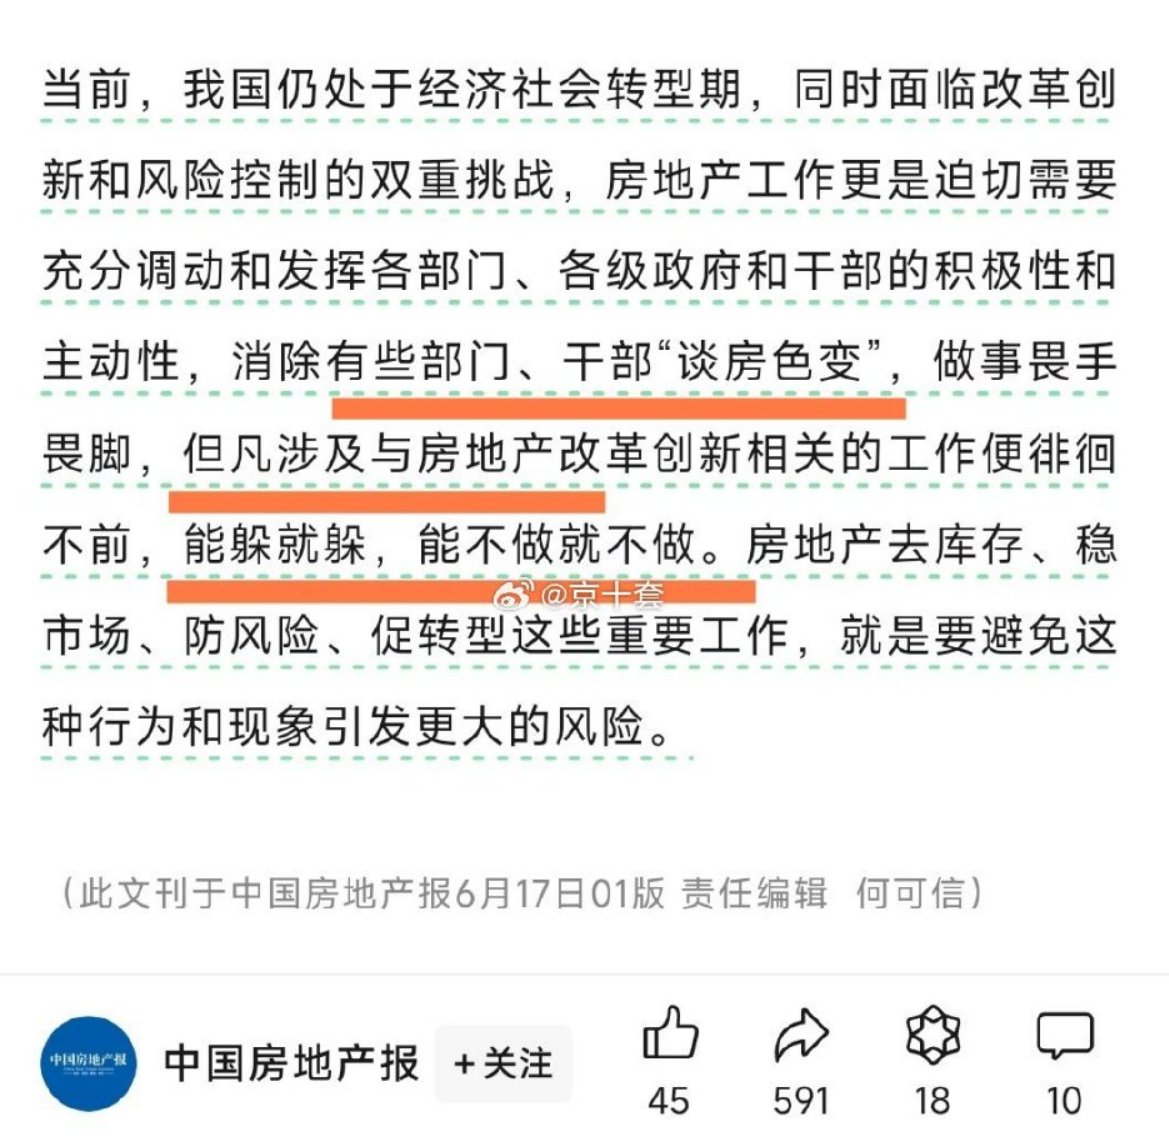 当前，我国仍处于经济社会转型期，同时面临改革创
新和风险控制的双重挑战，房地产工作更是迫切需要
充分调动和发挥各部门、各级政府和干部的积极性和
主动性，消除有些部门、干部“谈房色变”，做事畏手
畏脚，但凡涉及与房地产改革创新相关的工作便徘徊
不前，能躲就躲，能不做就不做。房地产去库存、稳
@京十套
市场、防风险、促转型这些重要工作，就是要避免这
种行为和现象引发更大的风险。
（此文刊于中国房地产报6月17日01版 责任编辑 何可信）
中国房地产报
中国房地产报
+关注
45
591
18
10